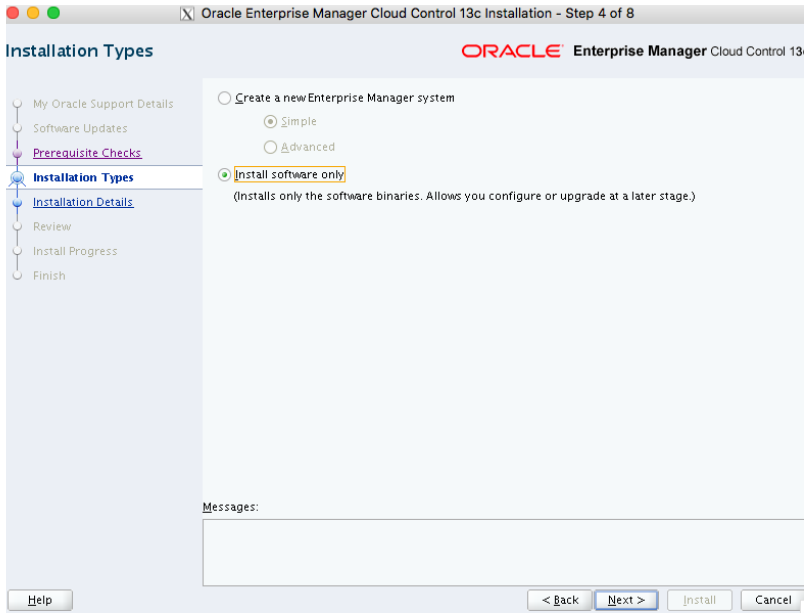 X Oracle Enterprise Manager Cloud Control 13c Installation - Step 4 of 8
Installation Types
ORACLE Enterprise Manager Cloud Control 13c
My Oracle Support Details
Software Updates
Prerequisite Checks
Installation Types
Installation Details
Review
Install Progress
Finish
Create a new Enterprise Manager system
Simple
Advanced
Install software only
(Installs only the software binaries. Allows you configure or upgrade at a later stage.)
Messages:
Help
< Back
Next >
Install
Cancel